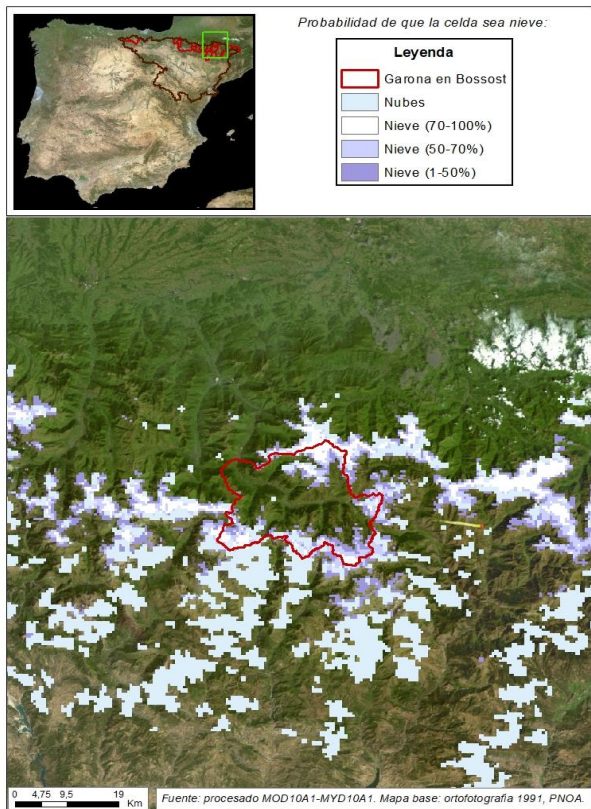 Probabilidad de que la celda sea nieve:
Leyenda
Garona en Bossost
Nubes
Nieve (70-100%)
Nieve (50-70%)
Nieve (1-50%)
0 4,75 9,5 19
Km
Fuente: procesado MOD10A1-MYD10A1. Mapa base: ortofotografía 1991, PNOA.